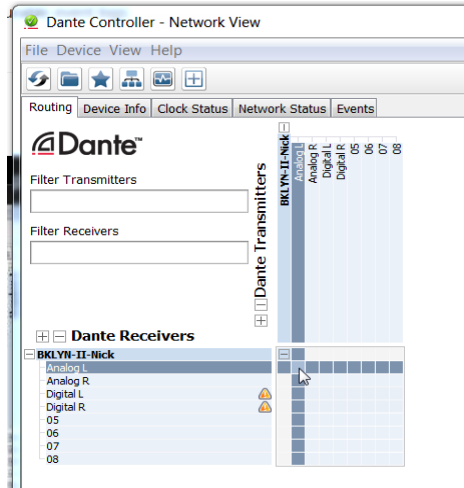 Dante Controller - Network View
File Device View Help
Routing Device Info Clock Status Network Status Events
Dante™
Filter Transmitters
Filter Receivers
Dante Transmitters
BKLYN-II-Nick
Analog L
Analog R
Digital L
Digital R
05
06
07
08
Dante Receivers
BKLYN-II-Nick
Analog L
Analog R
Digital L
Digital R
05
06
07
08